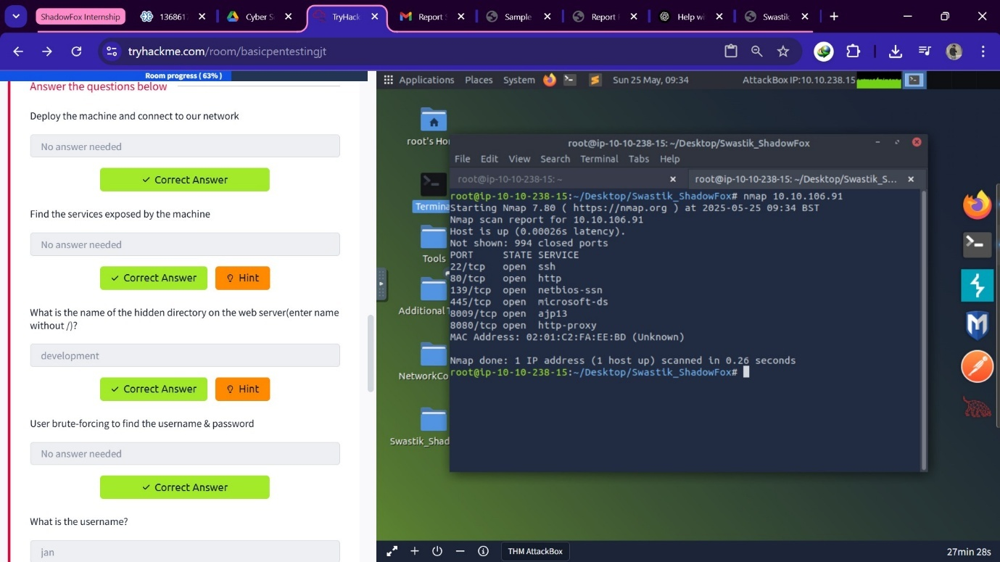 ShadowFox Internship
136861
Cyber S
TryHack
Report S
Sample
Report
Help wi
Swastik
tryhackme.com/room/basicpentestingjt
Room progress ( 63% )
Answer the questions below
Deploy the machine and connect to our network
No answer needed
Correct Answer
Find the services exposed by the machine
No answer needed
Correct Answer
Hint
What is the name of the hidden directory on the web server(enter name
without /)?
development
Correct Answer
Hint
User brute-forcing to find the username & password
No answer needed
Correct Answer
What is the username?
jan
Applications Places System Sun 25 May, 09:34 AttackBox IP:10.10.238.15
root's Ho
Termina
Tools
Additional
NetworkCo
Swastik_Shad
root@ip-10-10-238-15: ~/Desktop/Swastik_ShadowFox
File Edit View Search Terminal Tabs Help
root@ip-10-10-238-15: ~
root@ip-10-10-238-15: ~/Desktop/Swastik_S...
root@ip-10-10-238-15:~/Desktop/Swastik_ShadowFox# nmap 10.10.106.91
Starting Nmap 7.80 ( https://nmap.org ) at 2025-05-25 09:34 BST
Nmap scan report for 10.10.106.91
Host is up (0.00026s latency).
Not shown: 994 closed ports
PORT     STATE SERVICE
22/tcp   open  ssh
80/tcp   open  http
139/tcp  open  netbios-ssn
445/tcp  open  microsoft-ds
8009/tcp open  ajp13
8080/tcp open  http-proxy
MAC Address: 02:01:C2:FA:EE:BD (Unknown)
Nmap done: 1 IP address (1 host up) scanned in 0.26 seconds
root@ip-10-10-238-15:~/Desktop/Swastik_ShadowFox#
THM AttackBox
27min 28s